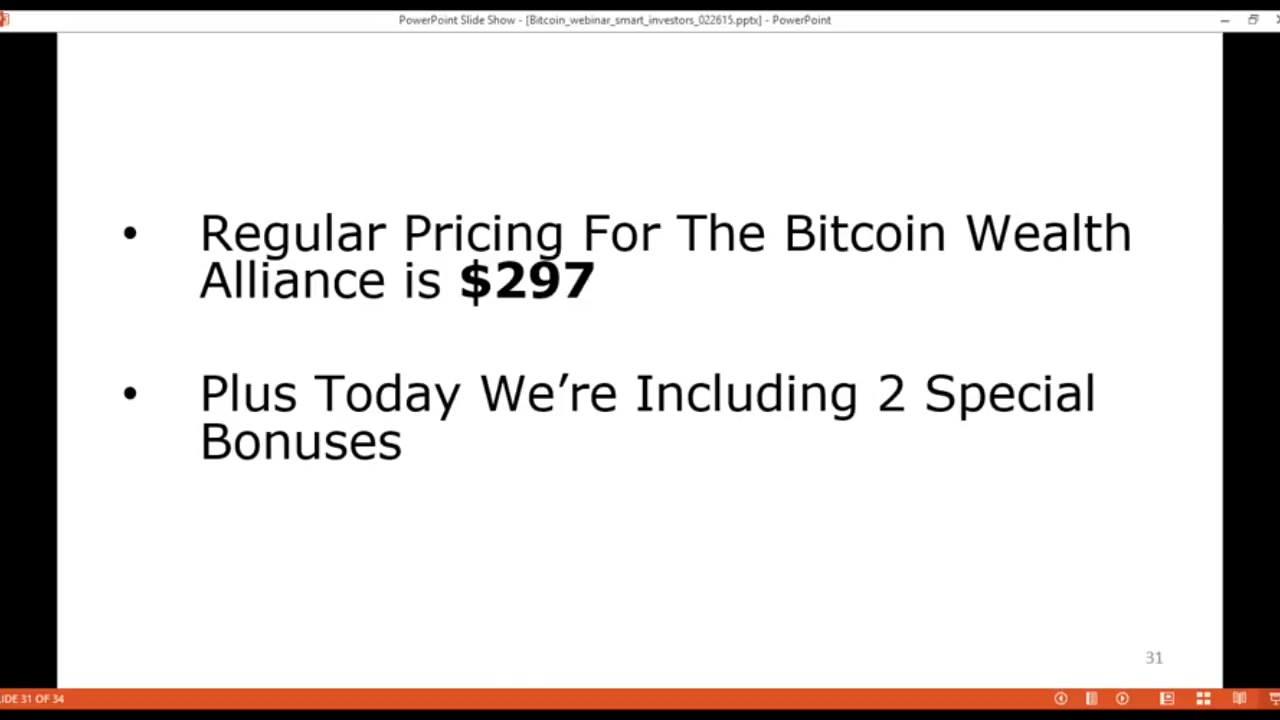 PowerPoint Slide Show - [Bitcoin_webinar_smart_investors_022615.pptx] - PowerPoint
• Regular Pricing For The Bitcoin Wealth
Alliance is $297
• Plus Today We’re Including 2 Special
Bonuses
31
LIDE 31 OF 34